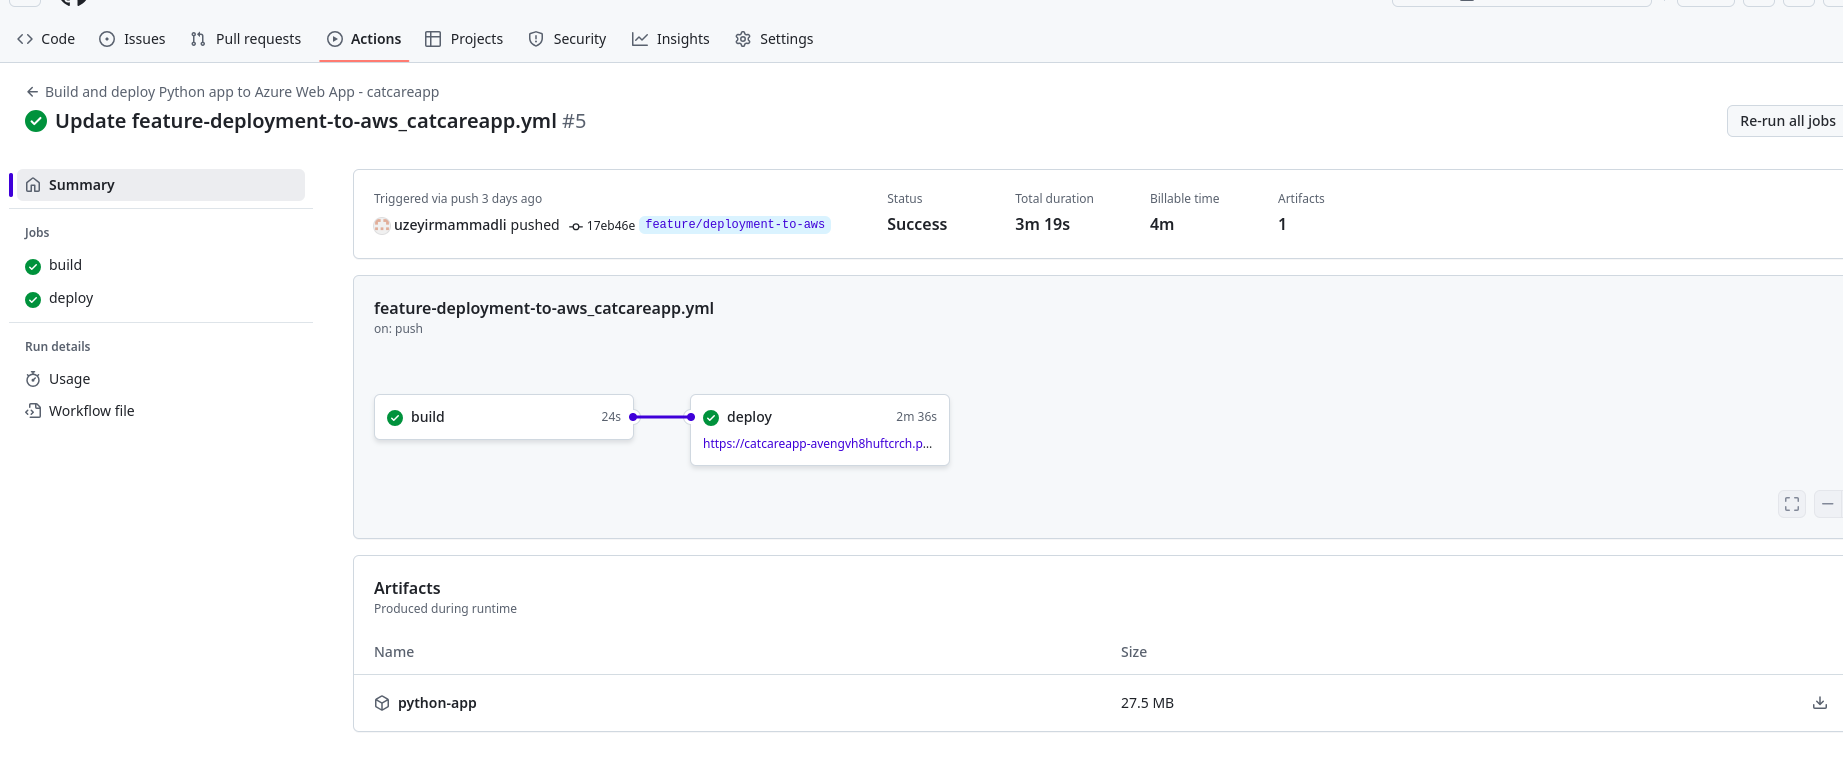 Code Issues Pull requests Actions Projects Security Insights Settings
Build and deploy Python app to Azure Web App - catcareapp
Update feature-deployment-to-aws_catcareapp.yml #5
Re-run all jobs
Summary
Jobs
build
deploy
Run details
Usage
Workflow file
Triggered via push 3 days ago
uzeyirmammadli pushed 17eb46e feature/deployment-to-aws
Status
Success
Total duration
3m 19s
Billable time
4m
Artifacts
1
feature-deployment-to-aws_catcareapp.yml
on: push
build 24s
deploy 2m 36s
https://catcareapp-avengvh8huftcrch.p...
Artifacts
Produced during runtime
Name Size
python-app 27.5 MB